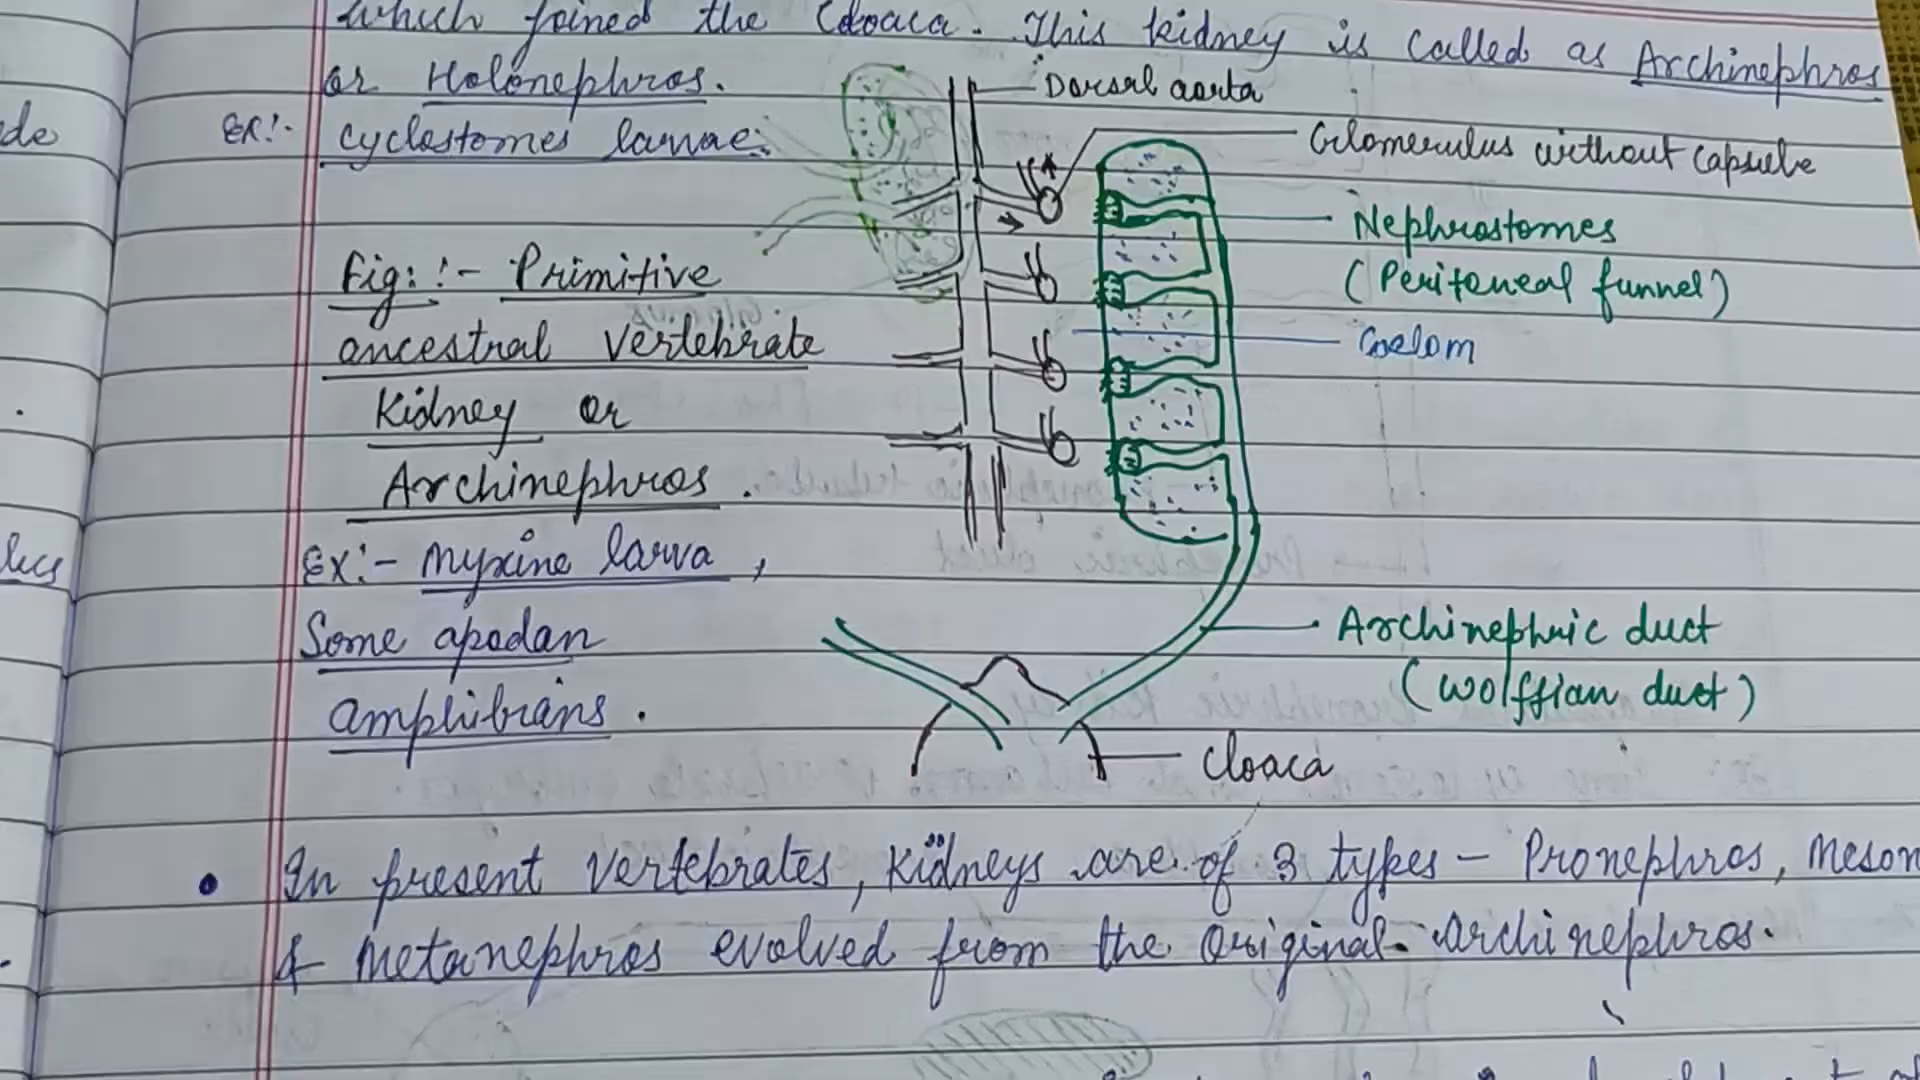 which joined the Cloaca. This kidney is called as Archinephros
or Holonephros.
Ex:- cyclostomes larvae.
Dorsal aorta
Glomerulus without capsule
Nephrostomes
(Peritoneal funnel)
Coelom
Fig:- Primitive
ancestral vertebrate
Kidney or
Archinephros.
Ex:- Myxine larva,
Some apodan
amphibians.
Archinephric duct
(Wolffian duct)
Cloaca
• In present vertebrates, kidneys are of 3 types - Pronephros, Meson
& Metanephros evolved from the original archinephros.